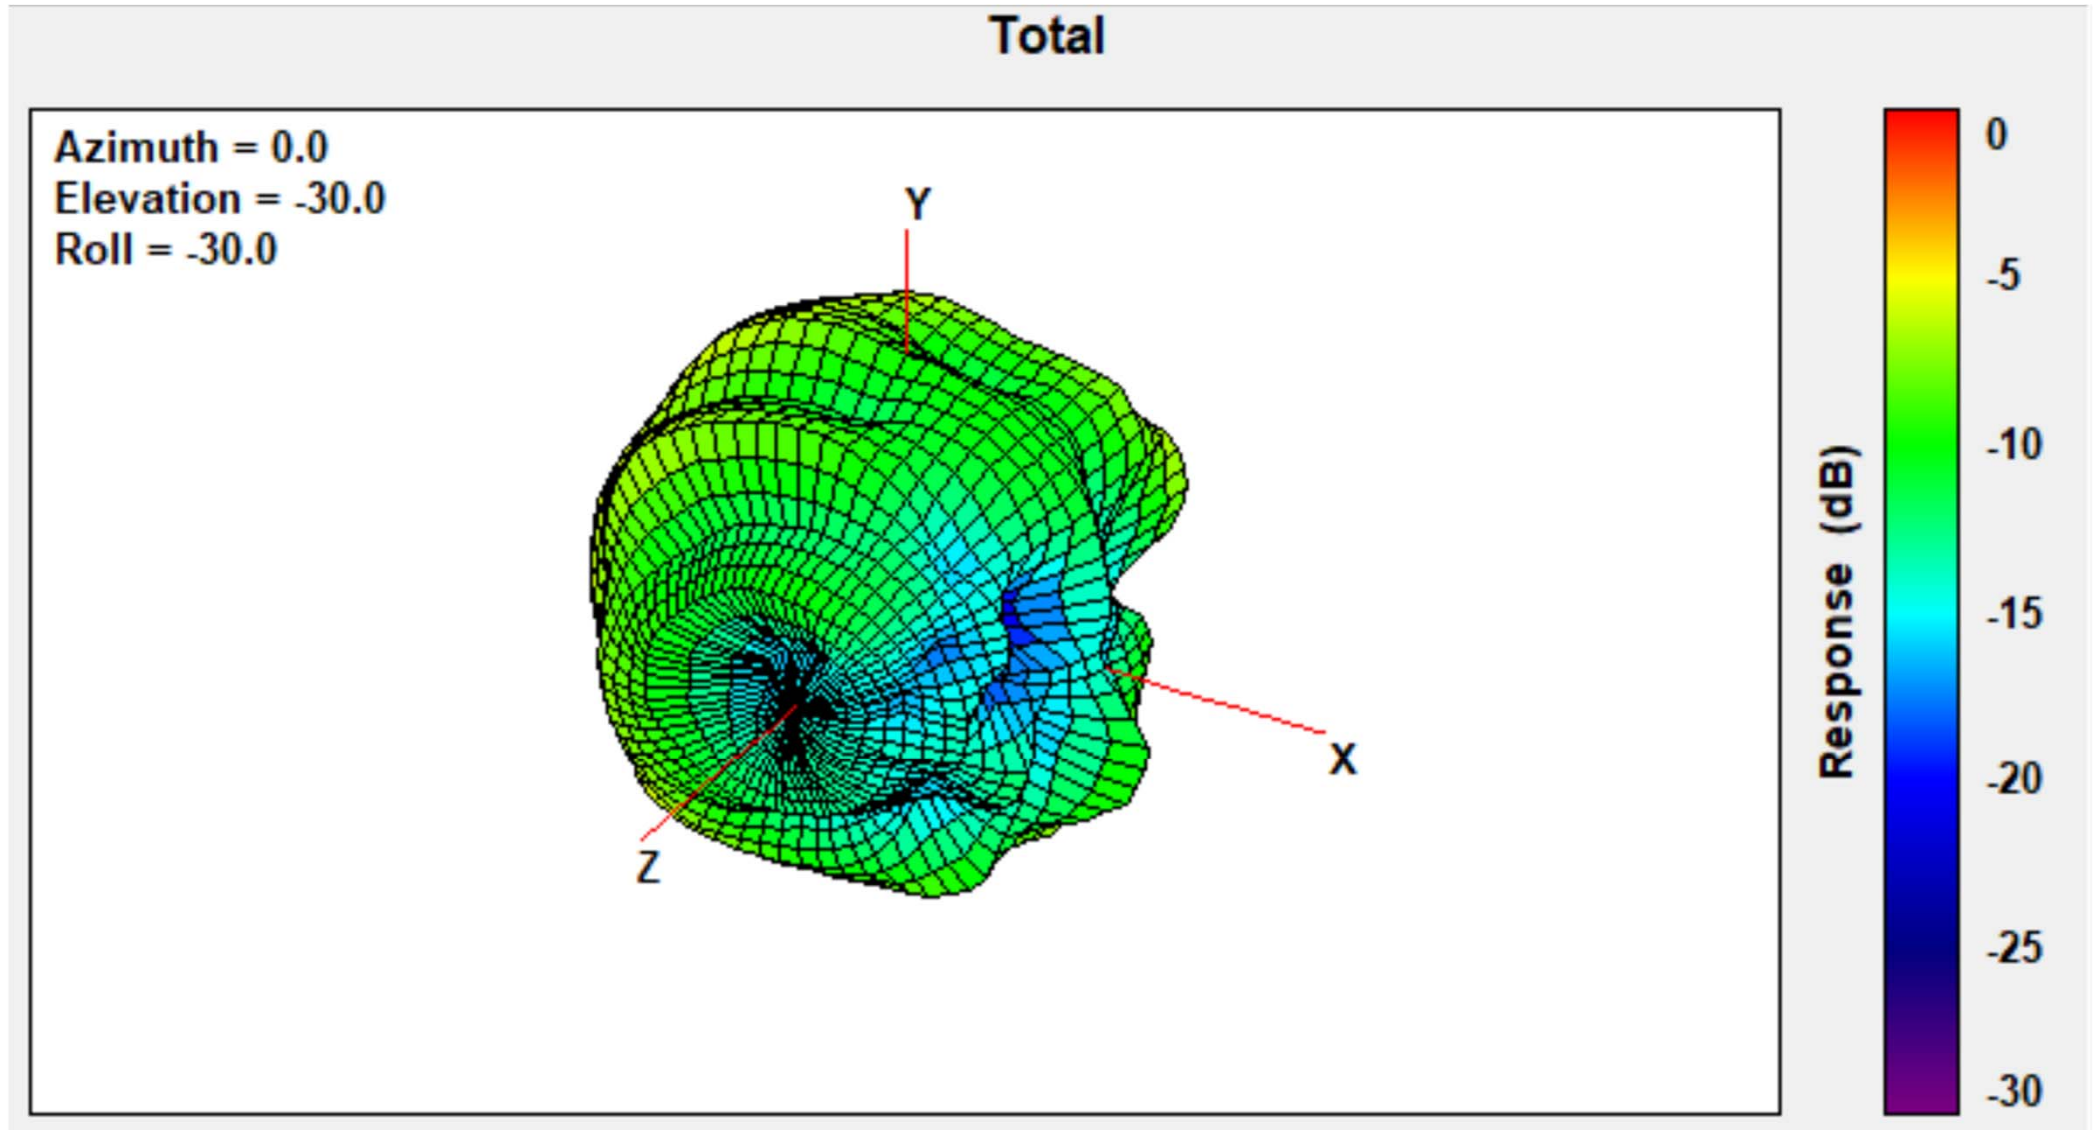 Total
Azimuth = 0.0
Elevation = -30.0
Roll = -30.0
Y
X
Z
0
-5
-10
-15
-20
-25
-30
Response (dB)